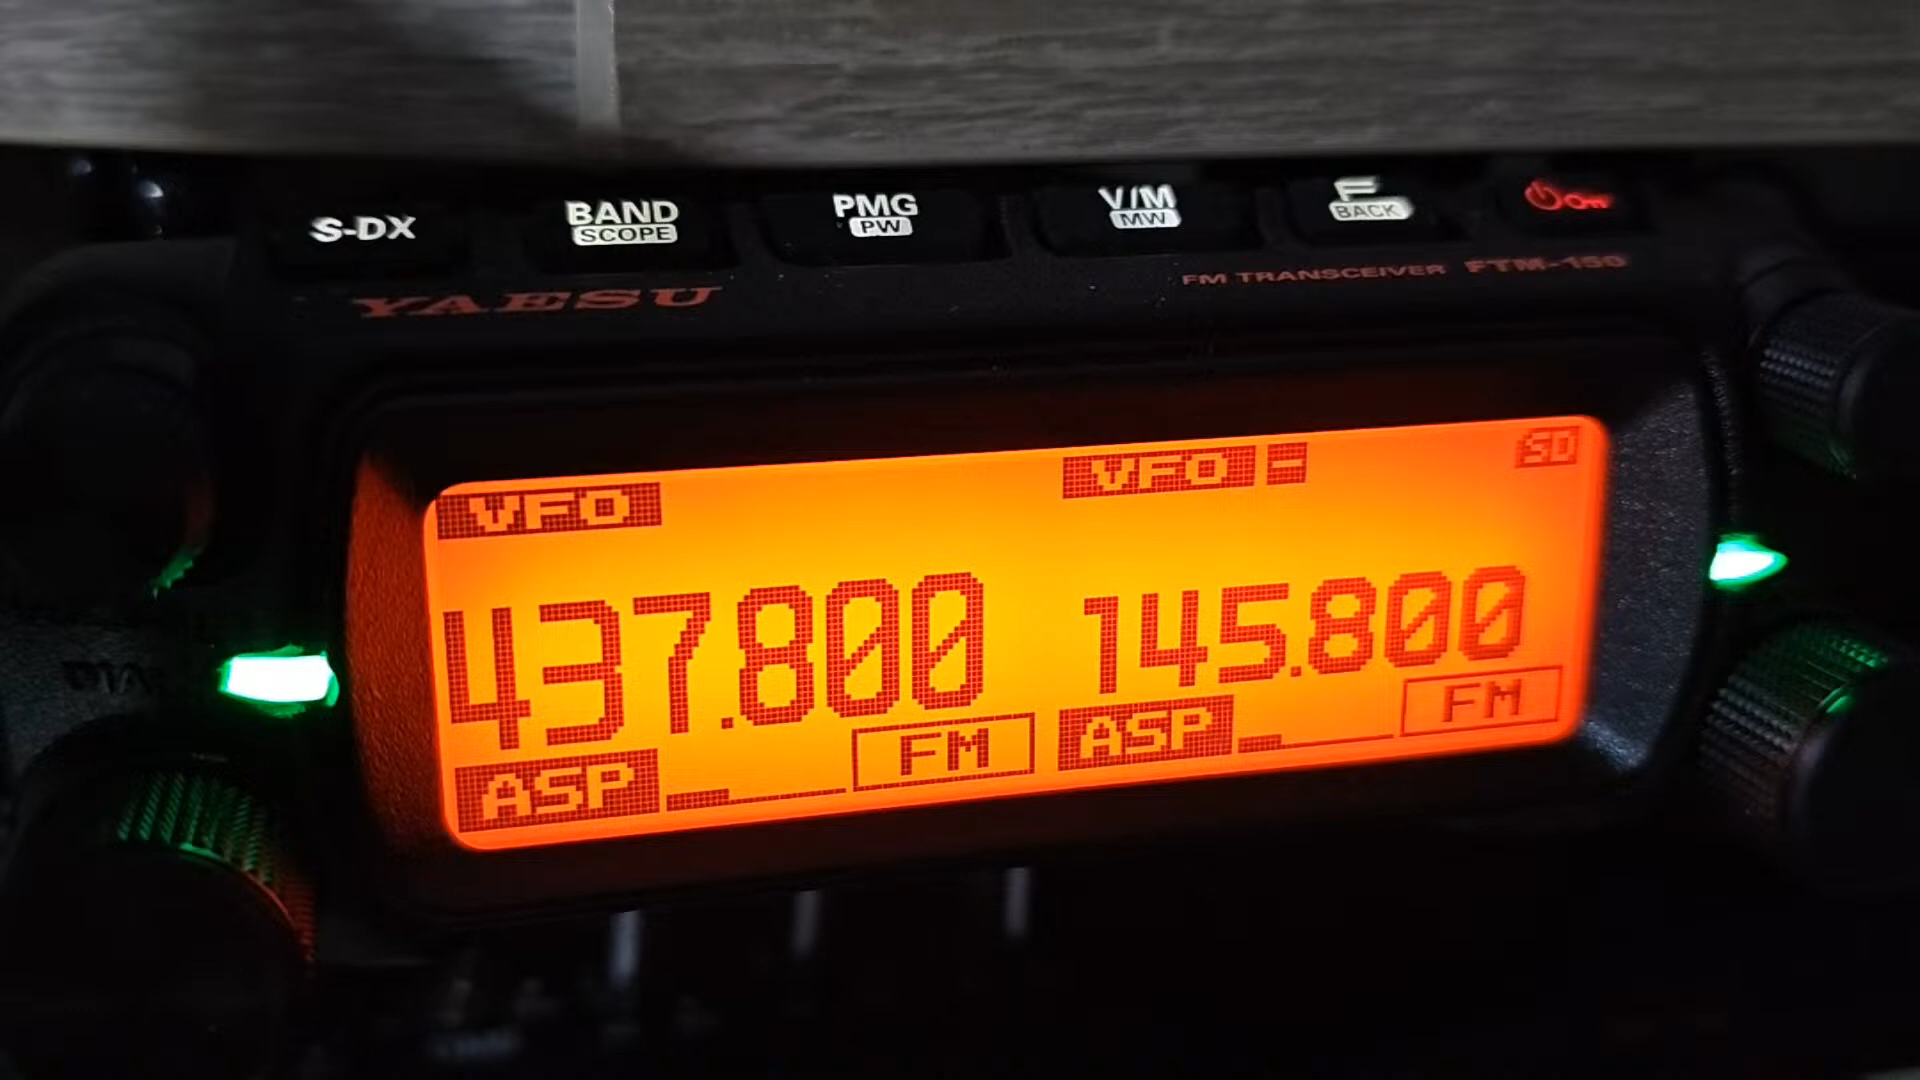 S-DX
BAND
SCOPE
PMG
PW
V/M
MW
F
BACK
On
YAESU
FM TRANSCEIVER FTM-150
VFO
VFO -
SD
437.800
145.800
ASP
FM
ASP
FM